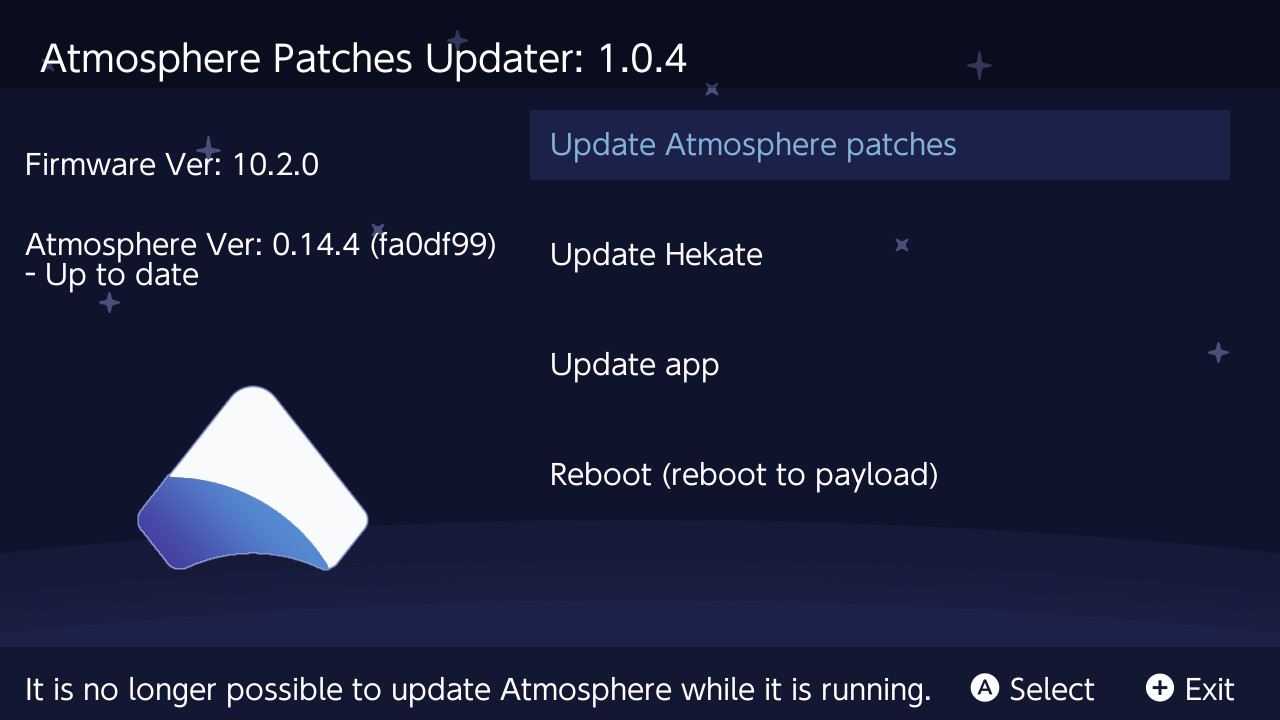 Atmosphere Patches Updater: 1.0.4
Firmware Ver: 10.2.0
Atmosphere Ver: 0.14.4 (fa0df99)
- Up to date
Update Atmosphere patches
Update Hekate
Update app
Reboot (reboot to payload)
It is no longer possible to update Atmosphere while it is running.
A Select
+ Exit